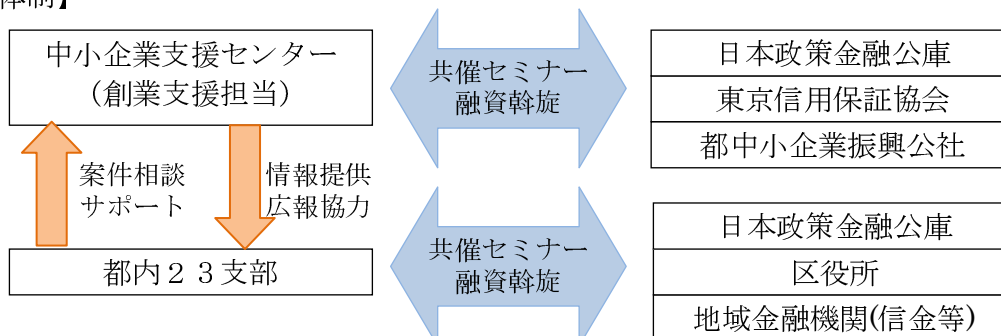 体制】
中小企業支援センター
（創業支援担当）
共催セミナー
融資斡旋
日本政策金融公庫
東京信用保証協会
都中小企業振興公社
案件相談
サポート
情報提供
広報協力
都内２３支部
共催セミナー
融資斡旋
日本政策金融公庫
区役所
地域金融機関(信金等)